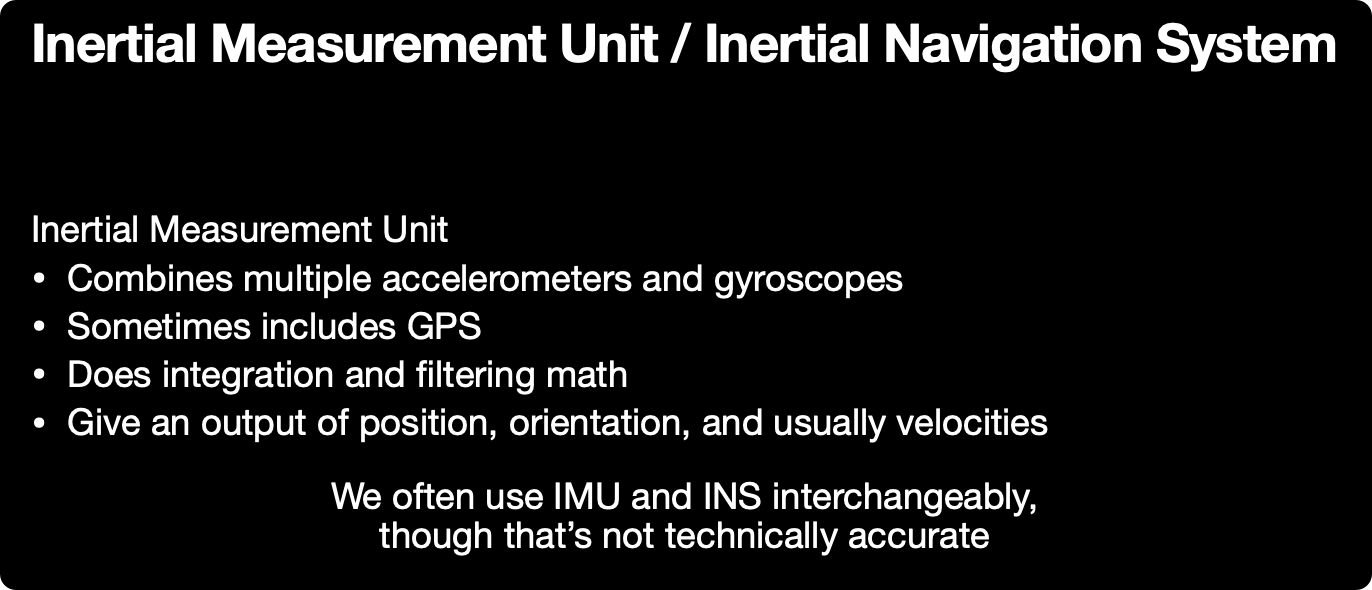 Inertial Measurement Unit / Inertial Navigation System
Inertial Measurement Unit
• Combines multiple accelerometers and gyroscopes
• Sometimes includes GPS
• Does integration and filtering math
• Give an output of position, orientation, and usually velocities
We often use IMU and INS interchangeably,
though that’s not technically accurate